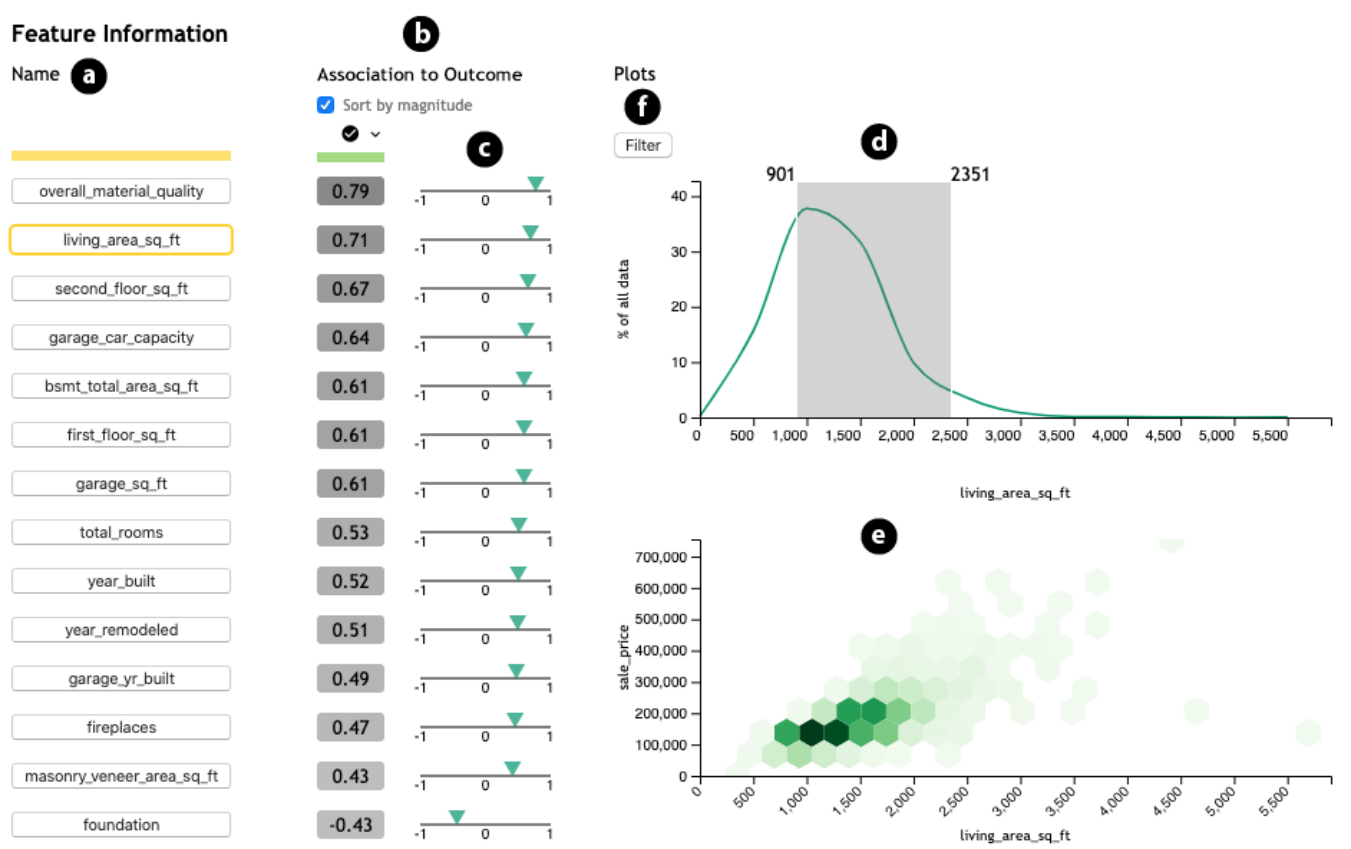 Feature Information
b
Name a
Association to Outcome
Plots
Sort by magnitude
f
c
d
Filter
901 2351
overall_material_quality 0.79 -1 0 1
living_area_sq_ft 0.71 -1 0 1
second_floor_sq_ft 0.67 -1 0 1
garage_car_capacity 0.64 -1 0 1
bsmt_total_area_sq_ft 0.61 -1 0 1
first_floor_sq_ft 0.61 -1 0 1
garage_sq_ft 0.61 -1 0 1
total_rooms 0.53 -1 0 1
year_built 0.52 -1 0 1
year_remodeled 0.51 -1 0 1
garage_yr_built 0.49 -1 0 1
fireplaces 0.47 -1 0 1
masonry_veneer_area_sq_ft 0.43 -1 0 1
foundation -0.43 -1 0 1
% of all data
40
30
20
10
0
0 500 1,000 1,500 2,000 2,500 3,000 3,500 4,000 4,500 5,000 5,500
living_area_sq_ft
e
sale_price
700,000
600,000
500,000
400,000
300,000
200,000
100,000
0
0 500 1,000 1,500 2,000 2,500 3,000 3,500 4,000 4,500 5,000 5,500
living_area_sq_ft